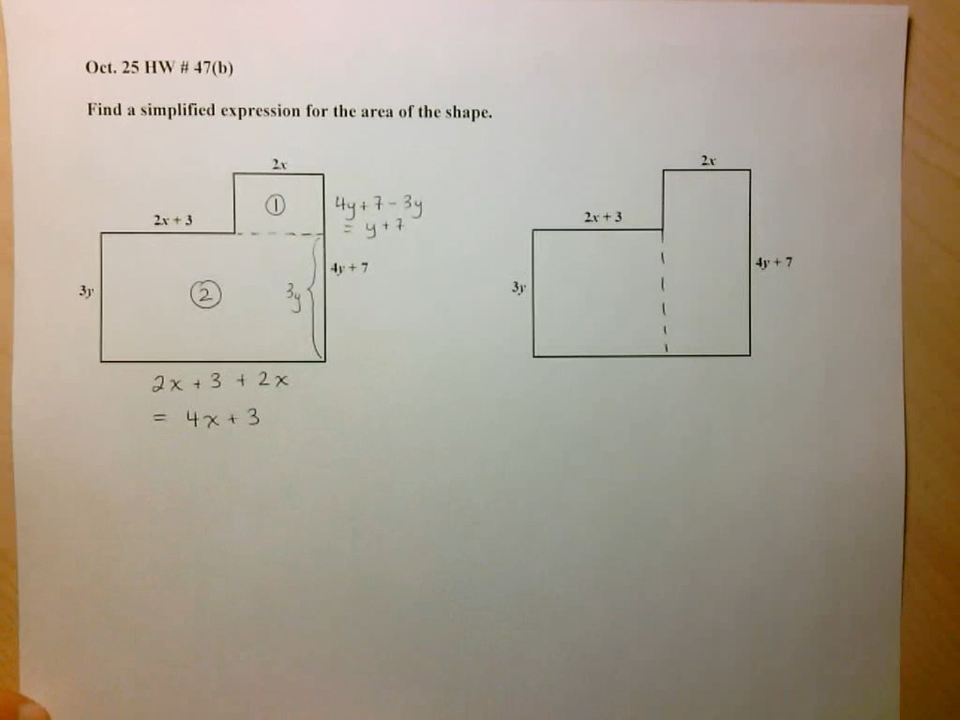 Oct. 25 HW # 47(b)
Find a simplified expression for the area of the shape.
2x
①
4y + 7 - 3y
= y + 7
2x + 3
4y + 7
3y
②
3y
2x + 3 + 2x
= 4x + 3
2x
2x + 3
4y + 7
3y